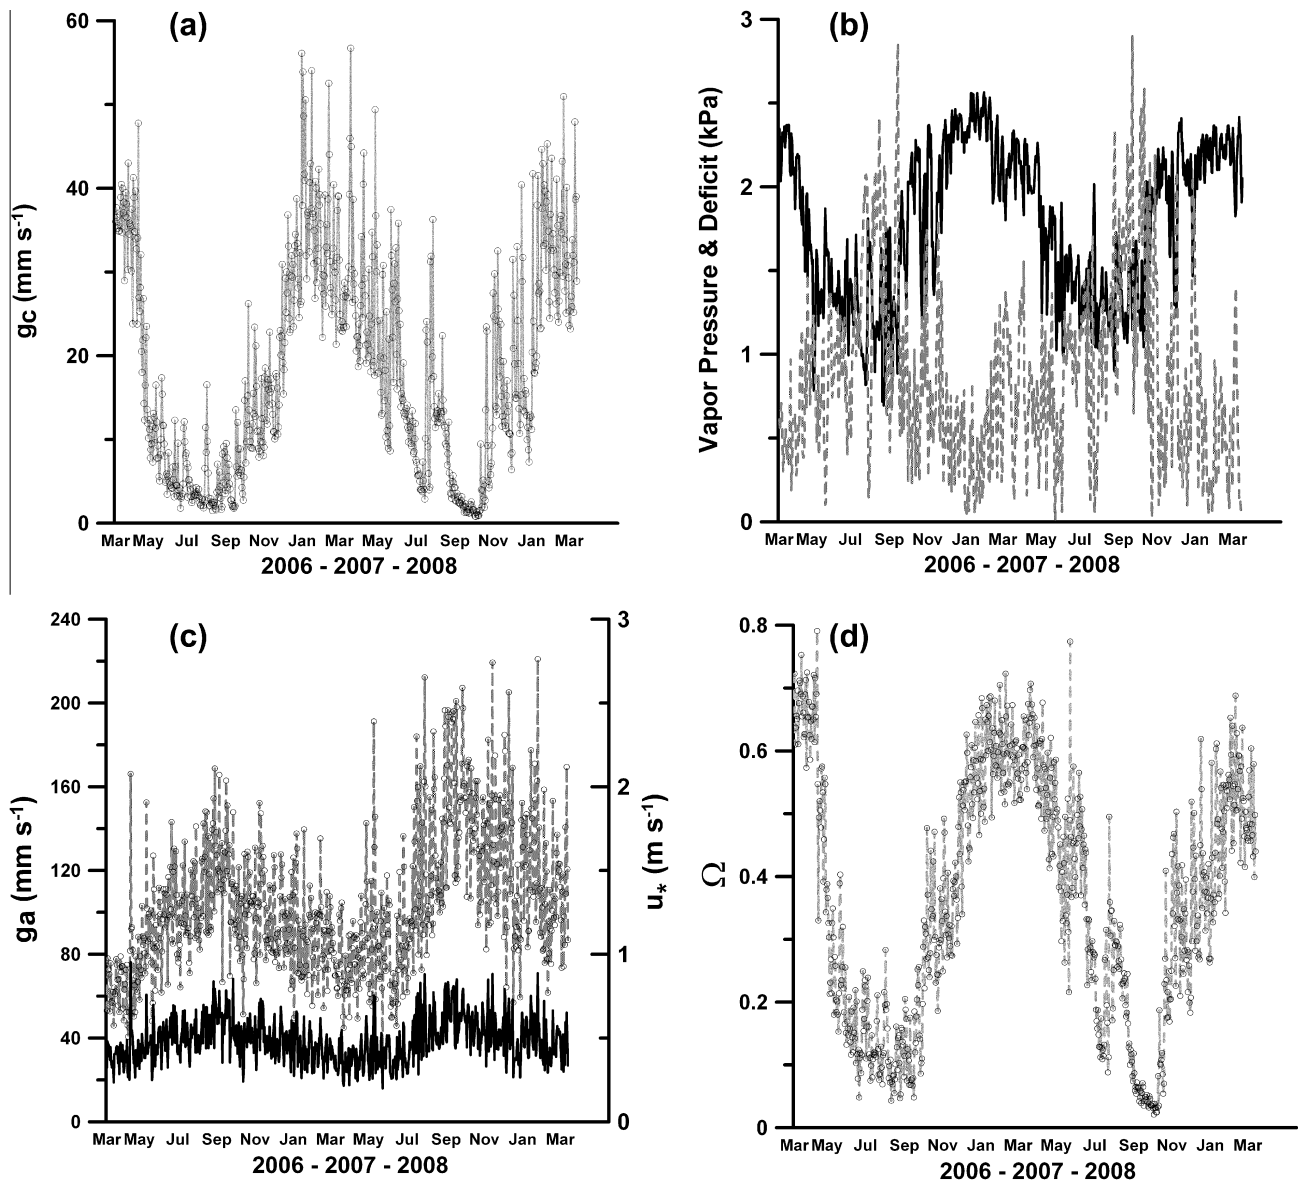 (a)
60
40
20
0
gc (mm s-1)
Mar May Jul Sep Nov Jan Mar May Jul Sep Nov Jan Mar
2006 - 2007 - 2008
(b)
3
2
1
0
Vapor Pressure & Deficit (kPa)
Mar May Jul Sep Nov Jan Mar May Jul Sep Nov Jan Mar
2006 - 2007 - 2008
(c)
240
200
160
120
80
40
0
ga (mm s-1)
3
2
1
0
u* (m s-1)
Mar May Jul Sep Nov Jan Mar May Jul Sep Nov Jan Mar
2006 - 2007 - 2008
(d)
0.8
0.6
0.4
0.2
0
Ω
Mar May Jul Sep Nov Jan Mar May Jul Sep Nov Jan Mar
2006 - 2007 - 2008